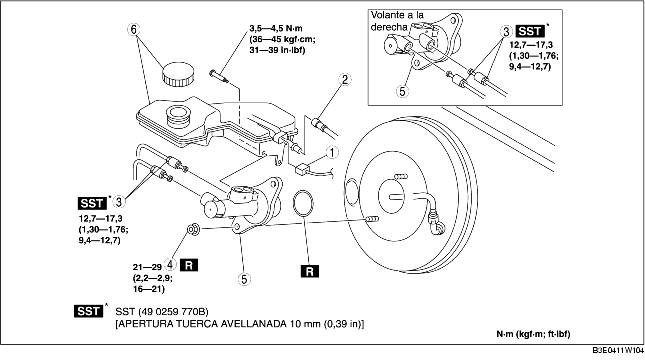 6
3,5—4,5 N·m
(36—45 kgf·cm;
31—39 in·lbf)
2
1
SST * 3
12,7—17,3
(1,30—1,76;
9,4—12,7)
4 R
21—29
(2,2—2,9;
16—21)
5
R
Volante a la
derecha
3 SST *
12,7—17,3
(1,30—1,76;
9,4—12,7)
5
SST * SST (49 0259 770B)
[APERTURA TUERCA AVELLANADA 10 mm (0,39 in)]
N·m (kgf·m; ft·lbf)
B3E0411W104